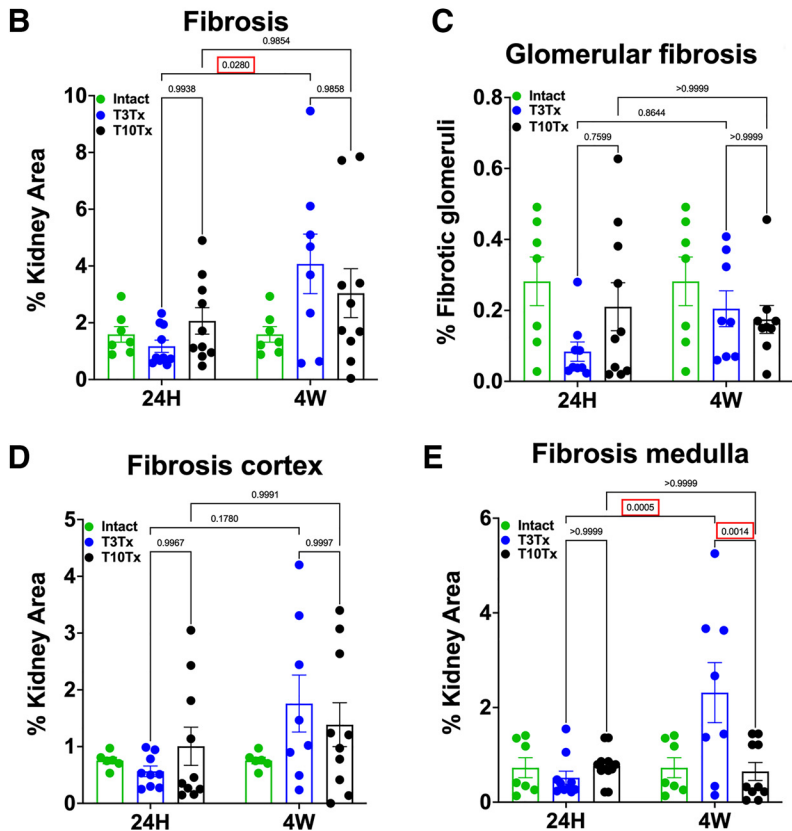 B
Fibrosis
0.9854
0.0280
0.9938
0.9858
Intact
T3Tx
T10Tx
% Kidney Area
10
8
6
4
2
0
24H
4W
C
Glomerular fibrosis
>0.9999
0.8644
0.7599
>0.9999
Intact
T3Tx
T10Tx
% Fibrotic glomeruli
0.8
0.6
0.4
0.2
0.0
24H
4W
D
Fibrosis cortex
0.9991
0.1780
0.9967
0.9997
Intact
T3Tx
T10Tx
% Kidney Area
5
4
3
2
1
0
24H
4W
E
Fibrosis medulla
>0.9999
0.0005
>0.9999
0.0014
Intact
T3Tx
T10Tx
% Kidney Area
6
4
2
0
24H
4W